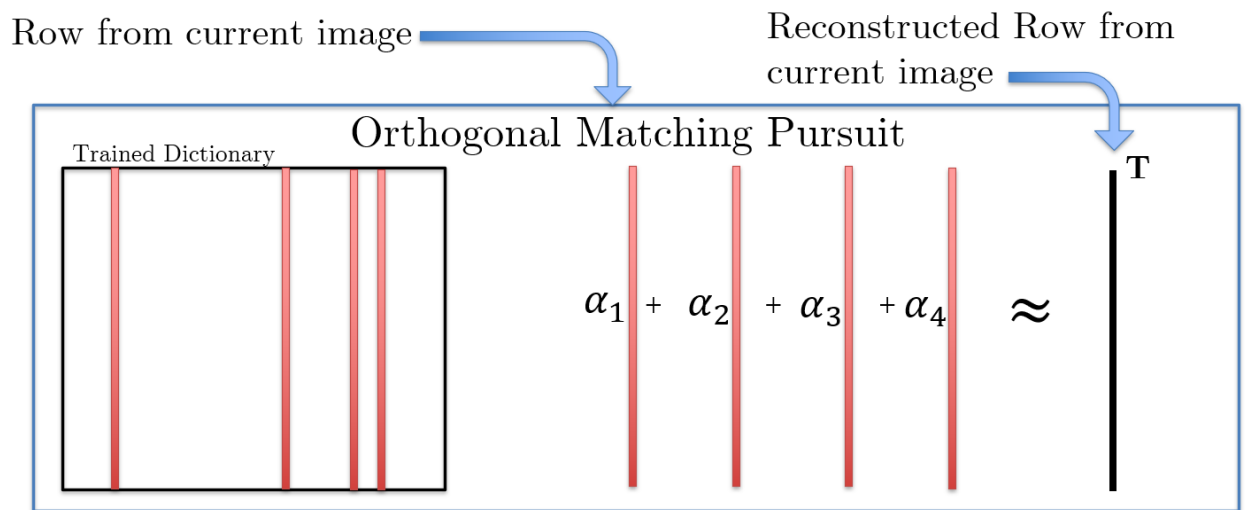 Row from current image
Reconstructed Row from
current image
Orthogonal Matching Pursuit
Trained Dictionary
T
α₁ + α₂ + α₃ + α₄ ≈